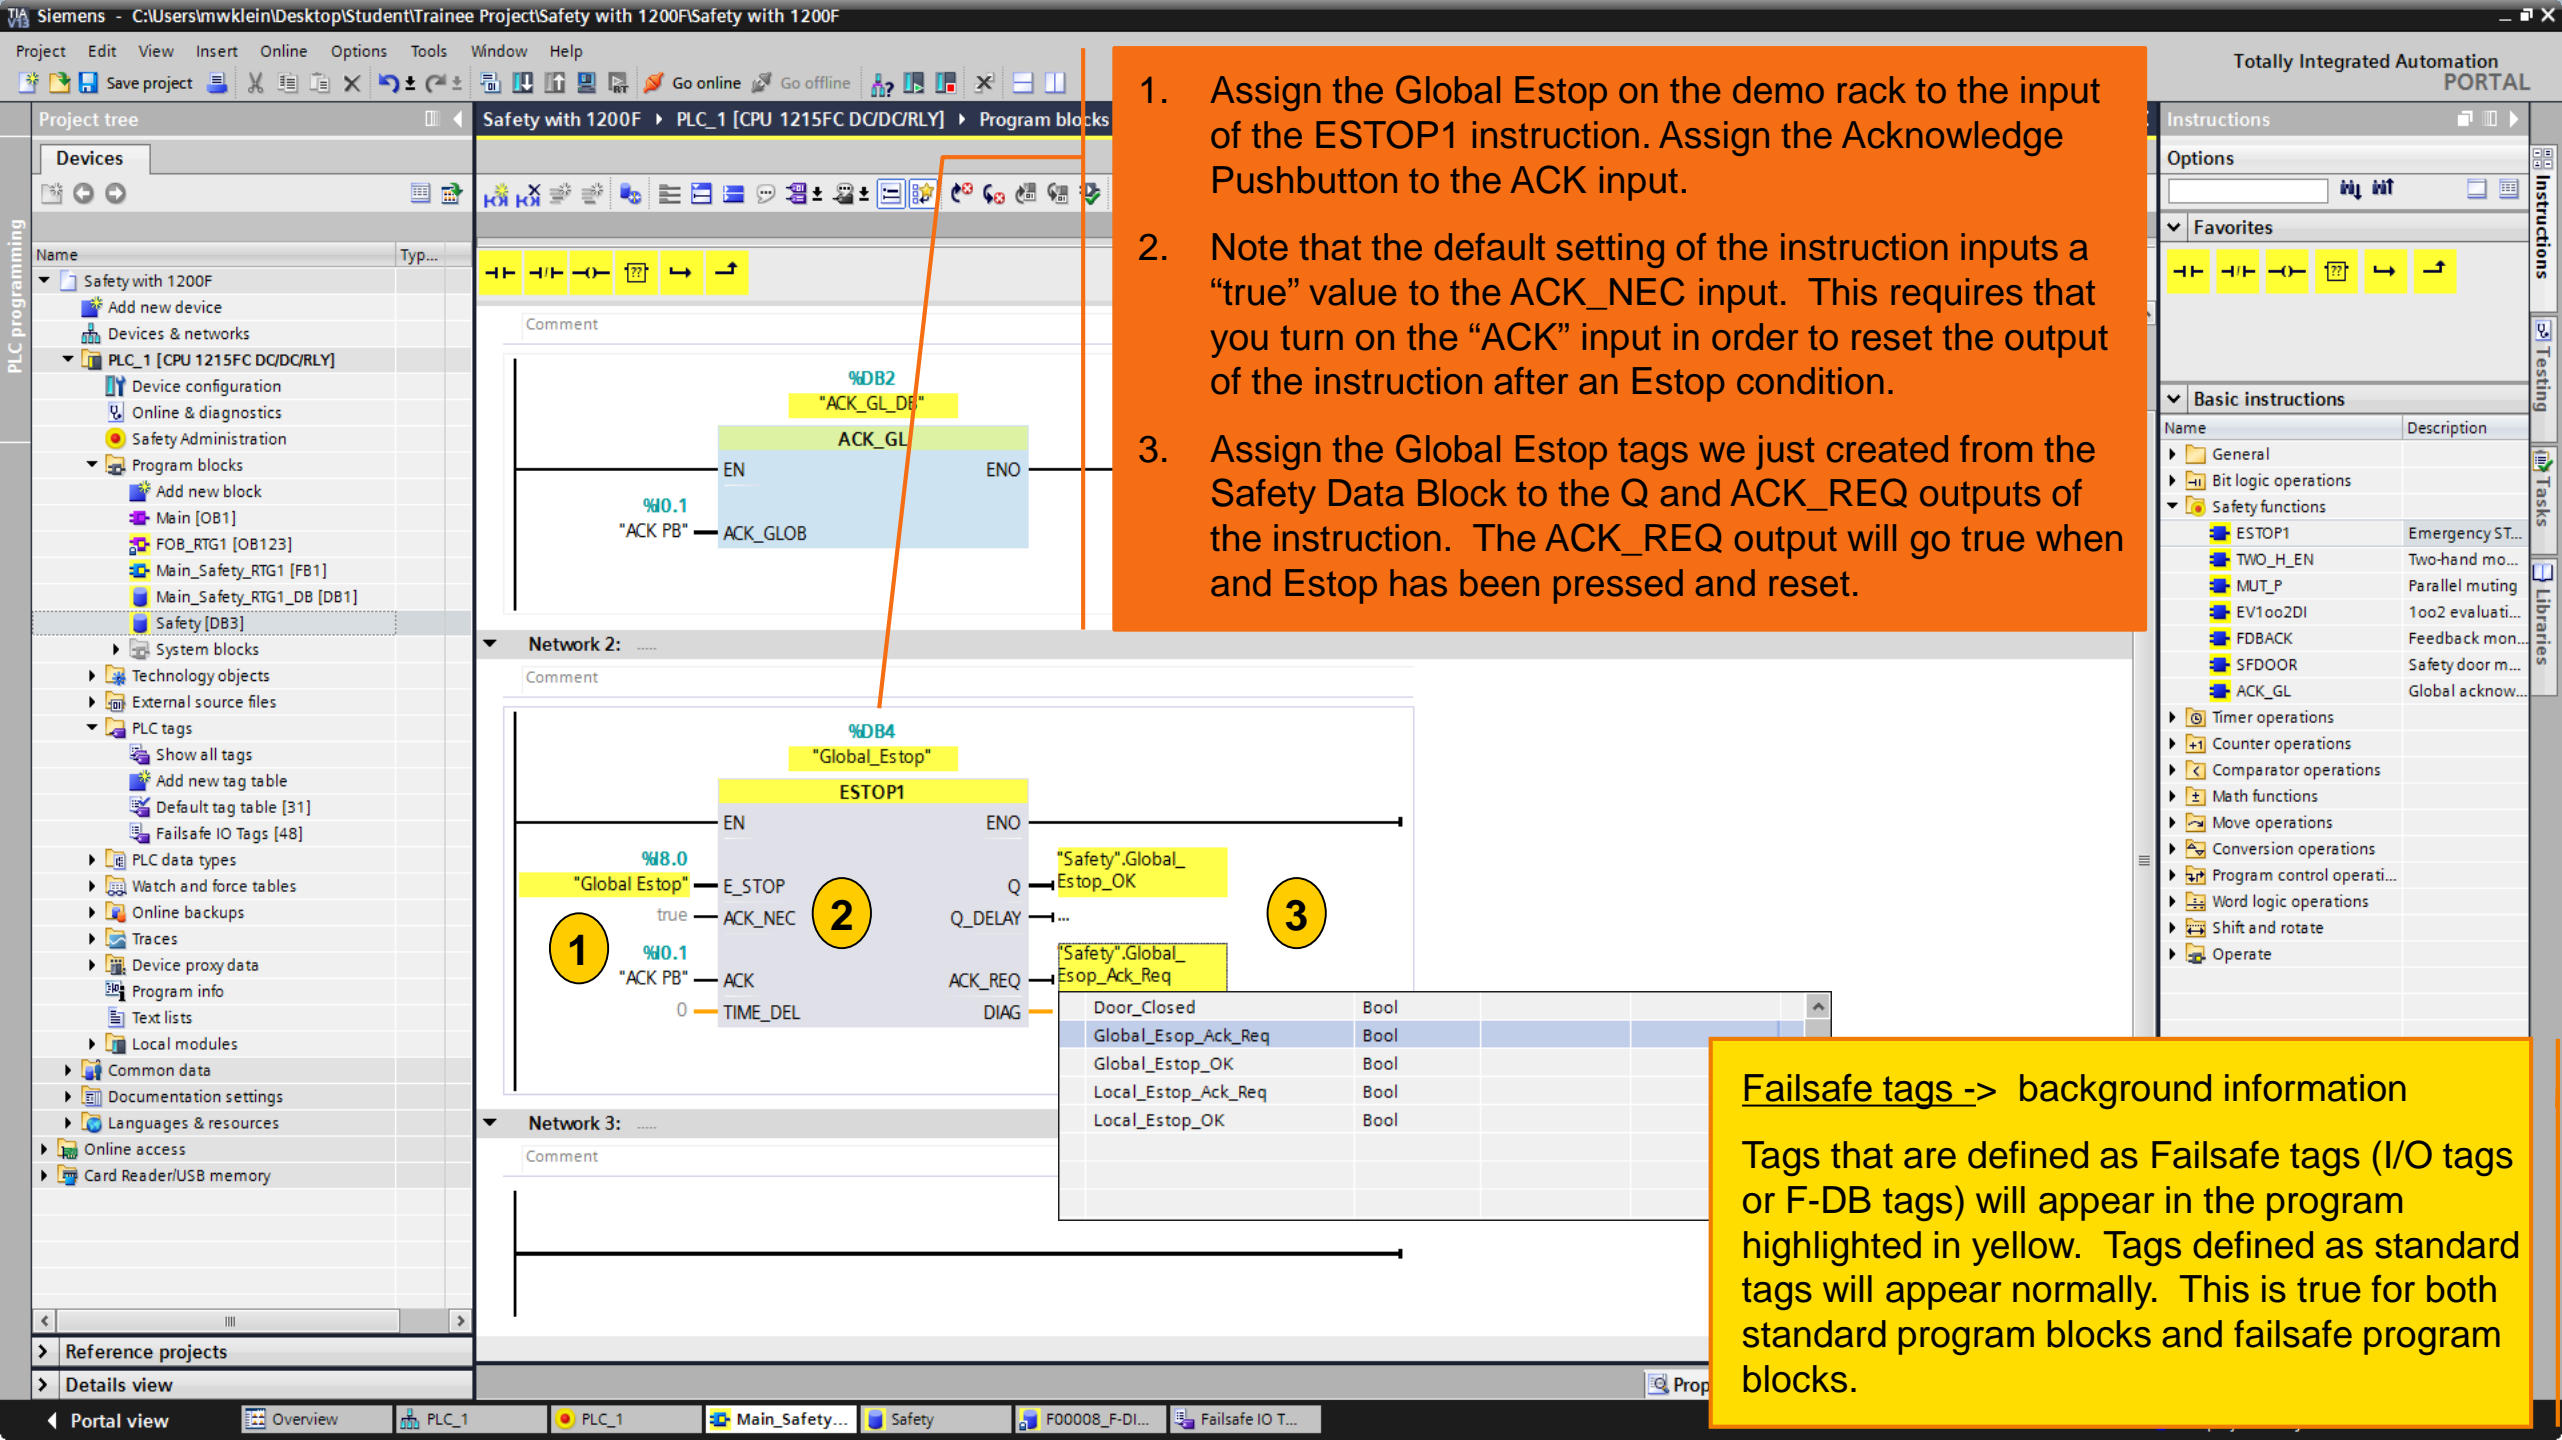 Siemens - C:\Users\mwklein\Desktop\Student\Trainee Project\Safety with 1200F\Safety with 1200F
Project Edit View Insert Online Options Tools Window Help
Totally Integrated Automation
PORTAL
Save project
Go online
Go offline
Project tree
Safety with 1200F
PLC_1 [CPU 1215FC DC/DC/RLY]
Program blocks
Instructions
Devices
Options
PLC programming
Name
Typ...
Safety with 1200F
Add new device
Devices & networks
PLC_1 [CPU 1215FC DC/DC/RLY]
Device configuration
Online & diagnostics
Safety Administration
Program blocks
Add new block
Main [OB1]
FOB_RTG1 [OB123]
Main_Safety_RTG1 [FB1]
Main_Safety_RTG1_DB [DB1]
Safety [DB3]
System blocks
Technology objects
External source files
PLC tags
Show all tags
Add new tag table
Default tag table [31]
Failsafe IO Tags [48]
PLC data types
Watch and force tables
Online backups
Traces
Device proxy data
Program info
Text lists
Local modules
Common data
Documentation settings
Languages & resources
Online access
Card Reader/USB memory
Reference projects
Details view
1. Assign the Global Estop on the demo rack to the input
of the ESTOP1 instruction. Assign the Acknowledge
Pushbutton to the ACK input.
2. Note that the default setting of the instruction inputs a
“true” value to the ACK_NEC input. This requires that
you turn on the “ACK” input in order to reset the output
of the instruction after an Estop condition.
3. Assign the Global Estop tags we just created from the
Safety Data Block to the Q and ACK_REQ outputs of
the instruction. The ACK_REQ output will go true when
and Estop has been pressed and reset.
Comment
%DB2
"ACK_GL_DB"
ACK_GL
EN
ENO
%I0.1
"ACK PB"
ACK_GLOB
Network 2: .....
Comment
%DB4
"Global_Estop"
ESTOP1
EN
ENO
%I8.0
"Global Estop"
E_STOP
Q
"Safety".Global_
Estop_OK
true
ACK_NEC
Q_DELAY
...
1
2
3
%I0.1
"ACK PB"
ACK
ACK_REQ
"Safety".Global_
Esop_Ack_Req
0
TIME_DEL
DIAG
Door_Closed Bool
Global_Esop_Ack_Req Bool
Global_Estop_OK Bool
Local_Estop_Ack_Req Bool
Local_Estop_OK Bool
Network 3: .....
Comment
Favorites
Basic instructions
Name
Description
General
Bit logic operations
Safety functions
ESTOP1 Emergency ST...
TWO_H_EN Two-hand mo...
MUT_P Parallel muting
EV1oo2DI 1oo2 evaluati...
FDBACK Feedback mon...
SFDOOR Safety door m...
ACK_GL Global acknow...
Timer operations
Counter operations
Comparator operations
Math functions
Move operations
Conversion operations
Program control operati...
Word logic operations
Shift and rotate
Operate
Instructions
Testing
Tasks
Libraries
Failsafe tags -> background information
Tags that are defined as Failsafe tags (I/O tags
or F-DB tags) will appear in the program
highlighted in yellow. Tags defined as standard
tags will appear normally. This is true for both
standard program blocks and failsafe program
blocks.
Prop
Portal view
Overview
PLC_1
PLC_1
Main_Safety...
Safety
F00008_F-DI...
Failsafe IO T...